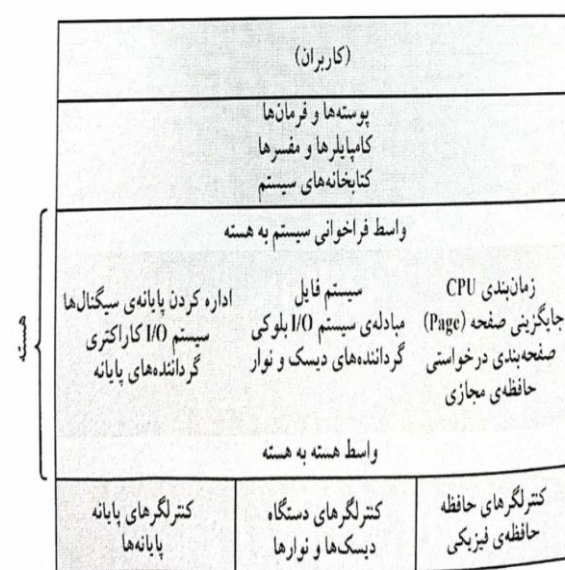 (کاربران)
پوسته‌ها و فرمان‌ها
کامپایلرها و مفسرها
کتابخانه‌های سیستم
واسط فراخوانی سیستم به هسته
زمان‌بندی CPU
جایگزینی صفحه (Page)
صفحه‌بندی درخواستی
حافظه‌ی مجازی
سیستم فایل
مبادله‌ی سیستم I/O بلوکی
گرداننده‌های دیسک و نوار
اداره کردن پایانه‌ی سیگنال‌ها
سیستم I/O کاراکتری
گرداننده‌های پایانه
واسط هسته به هسته
هسته
کنترلگرهای حافظه
حافظه‌ی فیزیکی
کنترلگرهای دستگاه
دیسک‌ها و نوارها
کنترلگرهای پایانه
پایانه‌ها